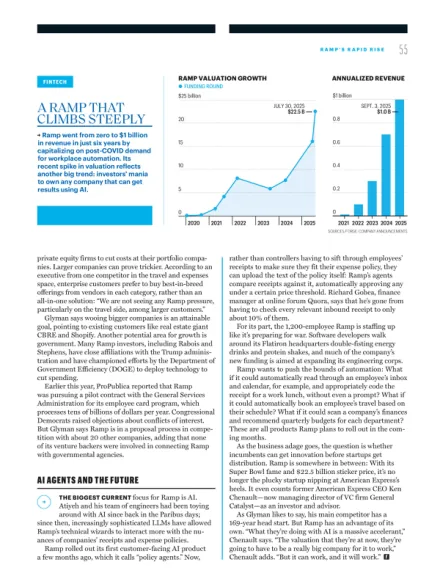 RAMP'S RAPID RISE 55
FINTECH
A RAMP THAT
CLIMBS STEEPLY
Ramp went from zero to $1 billion
in revenue in just six years by
capitalizing on post-COVID demand
for workplace automation. Its
recent spike in valuation reflects
another big trend: investors' mania
to own any company that can get
results using AI.
RAMP VALUATION GROWTH
FUNDING ROUND
$25 billion
20
15
10
5
0
JULY 30, 2025
$22.5 B
2020 2021 2022 2023 2024 2025
ANNUALIZED REVENUE
$1 billion
0.8
0.6
0.4
0.2
0
SEPT. 3, 2025
$1.0 B
2021 2022 2023 2024 2025
SOURCES: FORGE; COMPANY ANNOUNCEMENTS
private equity firms to cut costs at their portfolio compa-
nies. Larger companies can prove trickier. According to an
executive from one competitor in the travel and expenses
space, enterprise customers prefer to buy best-in-breed
offerings from vendors in each category, rather than an
all-in-one solution: "We are not seeing any Ramp pressure,
particularly on the travel side, among larger customers."
Glyman says wooing bigger companies is an attainable
goal, pointing to existing customers like real estate giant
CBRE and Shopify. Another potential area for growth is
government. Many Ramp investors, including Rabois and
Stephens, have close affiliations with the Trump adminis-
tration and have championed efforts by the Department of
Government Efficiency (DOGE) to deploy technology to
cut spending.
Earlier this year, ProPublica reported that Ramp
was pursuing a pilot contract with the General Services
Administration for its employee card program, which
processes tens of billions of dollars per year. Congressional
Democrats raised objections about conflicts of interest.
But Glyman says Ramp is in a proposal process in compe-
tition with about 20 other companies, adding that none
of its venture backers were involved in connecting Ramp
with governmental agencies.
AI AGENTS AND THE FUTURE
THE BIGGEST CURRENT focus for Ramp is AI.
Atiyeh and his team of engineers had been toying
around with AI since back in the Paribus days;
since then, increasingly sophisticated LLMs have allowed
Ramp's technical wizards to interact more with the nu-
ances of companies' receipts and expense policies.
Ramp rolled out its first customer-facing AI product
a few months ago, which it calls "policy agents." Now,
rather than controllers having to sift through employees'
receipts to make sure they fit their expense policy, they
can upload the text of the policy itself: Ramp's agents
compare receipts against it, automatically approving any
under a certain price threshold. Richard Gobea, finance
manager at online forum Quora, says that he's gone from
having to check every relevant inbound receipt to only
about 10% of them.
For its part, the 1,200-employee Ramp is staffing up
like it's preparing for war. Software developers walk
around its Flatiron headquarters double-fisting energy
drinks and protein shakes, and much of the company's
new funding is aimed at expanding its engineering corps.
Ramp wants to push the bounds of automation: What
if it could automatically read through an employee's inbox
and calendar, for example, and appropriately code the
receipt for a work lunch, without even a prompt? What if
it could automatically book an employee's travel based on
their schedule? What if it could scan a company's finances
and recommend quarterly budgets for each department?
These are all products Ramp plans to roll out in the com-
ing months.
As the business adage goes, the question is whether
incumbents can get innovation before startups get
distribution. Ramp is somewhere in between: With its
Super Bowl fame and $22.5 billion sticker price, it's no
longer the plucky startup nipping at American Express's
heels. It even counts former American Express CEO Ken
Chenault—now managing director of VC firm General
Catalyst—as an investor and advisor.
As Glyman likes to say, his main competitor has a
169-year head start. But Ramp has an advantage of its
own. "What they're doing with AI is a massive accelerant,"
Chenault says. "The valuation that they're at now, they're
going to have to be a really big company for it to work,"
Chenault adds. "But it can work, and it will work." F